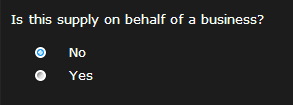 Is this supply on behalf of a business?
No
Yes